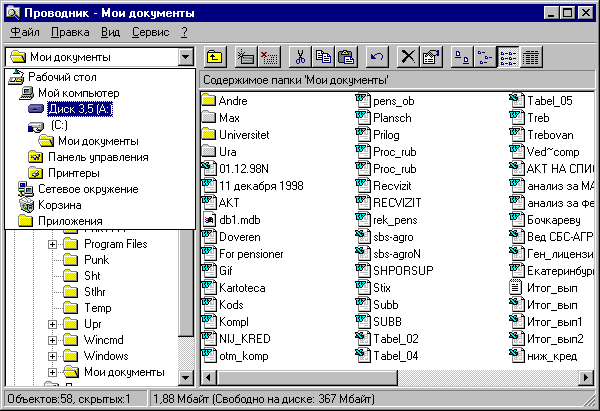 Проводник - Мои документы
Файл Правка Вид Сервис ?
Мои документы
Рабочий стол
Мой компьютер
Диск 3,5 (A:)
(C:)
Мои документы
Панель управления
Принтеры
Сетевое окружение
Корзина
Приложения
Program Files
Punk
Sht
Stlhr
Temp
Upr
Wincmd
Windows
Мои документы
Содержимое папки 'Мои документы'
Andre
Max
Universitet
Ura
01.12.98N
11 декабря 1998
AKT
db1.mdb
Doveren
For pensioner
Gif
Kartoteca
Kods
Kompl
NIJ_KRED
otm_komp
pens_ob
Plansch
Prilog
Proc_rub
Proc_rub
Recvizit
RECVIZIT
rek_pens
sbs-agro
sbs-agroN
SHPORSUP
Stix
Subb
SUBB
Tabel_02
Tabel_04
Tabel_05
Treb
Trebovan
Ved~comp
АКТ НА СПИС
анализ за МА
анализ за ФЕ
Бочкареву
Вед СБС-АГР
Ген_лицензи
Екатеринбур
Итог_вып
Итог_вып
Итог_вып1
Итог_вып2
ниж_кред
Объектов:58, скрытых:1
1,88 Мбайт (Свободно на диске: 367 Мбайт)